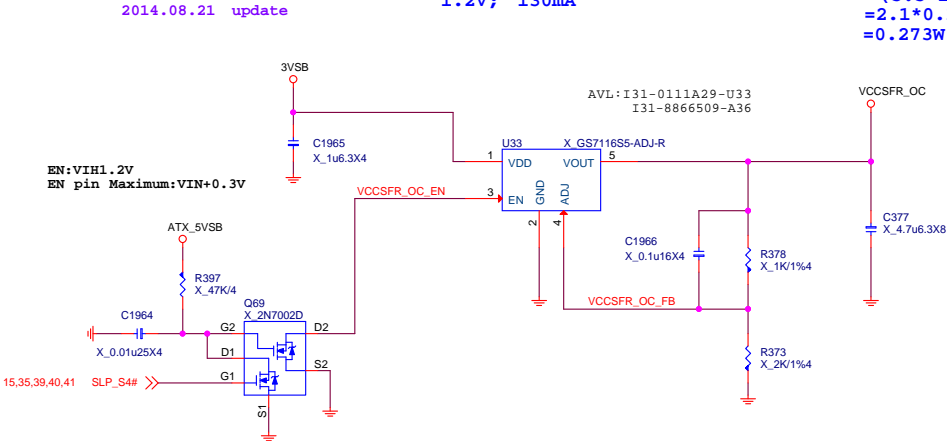 2014.08.21 update
1.2V; 130mA
=2.1*0.
=0.273W
3VSB
C1965
X_1u6.3X4
AVL:I31-0111A29-U33
I31-8866509-A36
VCCSFR_OC
U33
X_GS7116S5-ADJ-R
1
VDD
VOUT
5
3
EN
GND
ADJ
2
4
EN:VIH1.2V
EN pin Maximum:VIN+0.3V
VCCSFR_OC_EN
ATX_5VSB
R397
X_47K/4
C1964
X_0.01u25X4
Q69
X_2N7002D
G2
D2
D1
S2
G1
S1
15,35,39,40,41 SLP_S4#
C1966
X_0.1u16X4
R378
X_1K/1%4
C377
X_4.7u6.3X8
VCCSFR_OC_FB
R373
X_2K/1%4